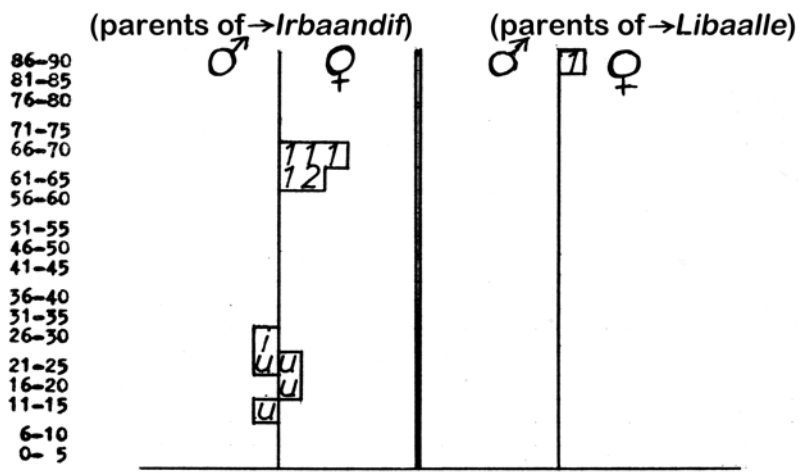 (parents of→Irbaandif) (parents of→Libaalle)
86-90 ♂ ♀ ♂ 1 ♀
81-85
76-80
71-75
66-70 1 1 1
61-65 1 2
56-60
51-55
46-50
41-45
36-40
31-35
26-30 i
21-25 u u
16-20 u
11-15 u
6-10
0- 5